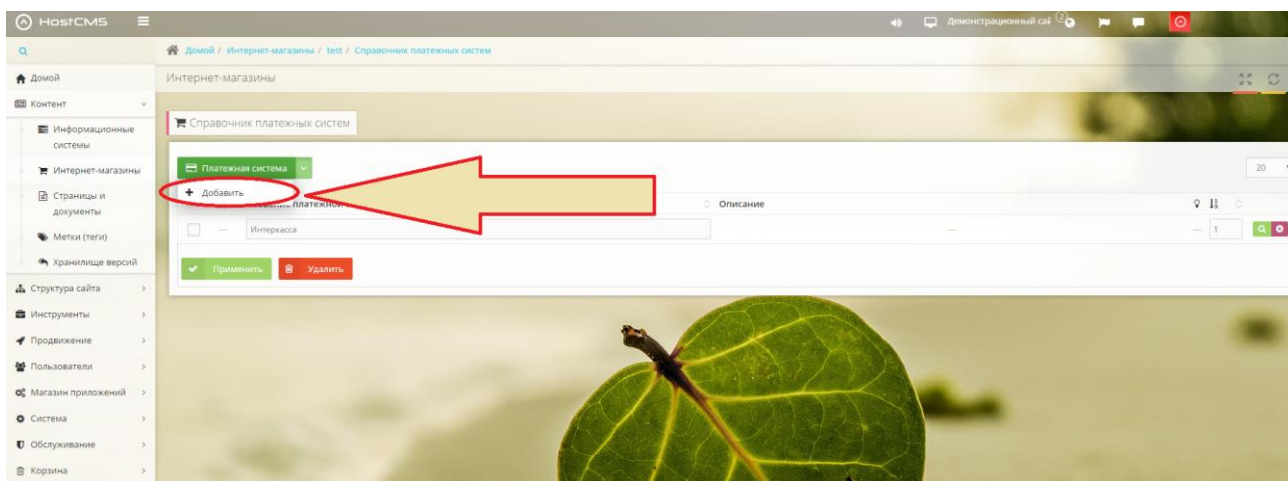 HostCMS
Демонстрационный сай
2
Домой / Интернет-магазины / test / Справочник платежных систем
Домой
Интернет-магазины
Контент
Информационные
системы
Интернет-магазины
Страницы и
документы
Метки (теги)
Хранилище версий
Структура сайта
Инструменты
Продвижение
Пользователи
Магазин приложений
Система
Обслуживание
Корзина
Справочник платежных систем
Платежная система
20
Добавить
Описание
Интеркасса
1
Применить
Удалить